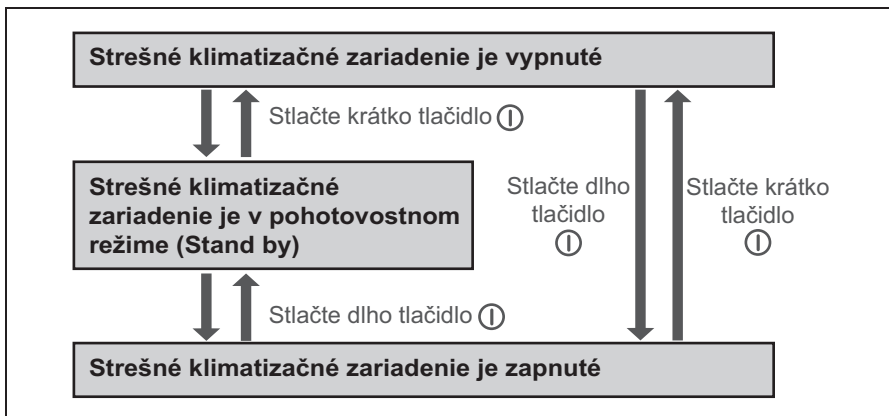 Strešné klimatizačné zariadenie je vypnuté
Stlačte krátko tlačidlo
Strešné klimatizačné
zariadenie je v pohotovostnom
režime (Stand by)
Stlačte dlho
tlačidlo
Stlačte krátko
tlačidlo
Stlačte dlho tlačidlo
Strešné klimatizačné zariadenie je zapnuté